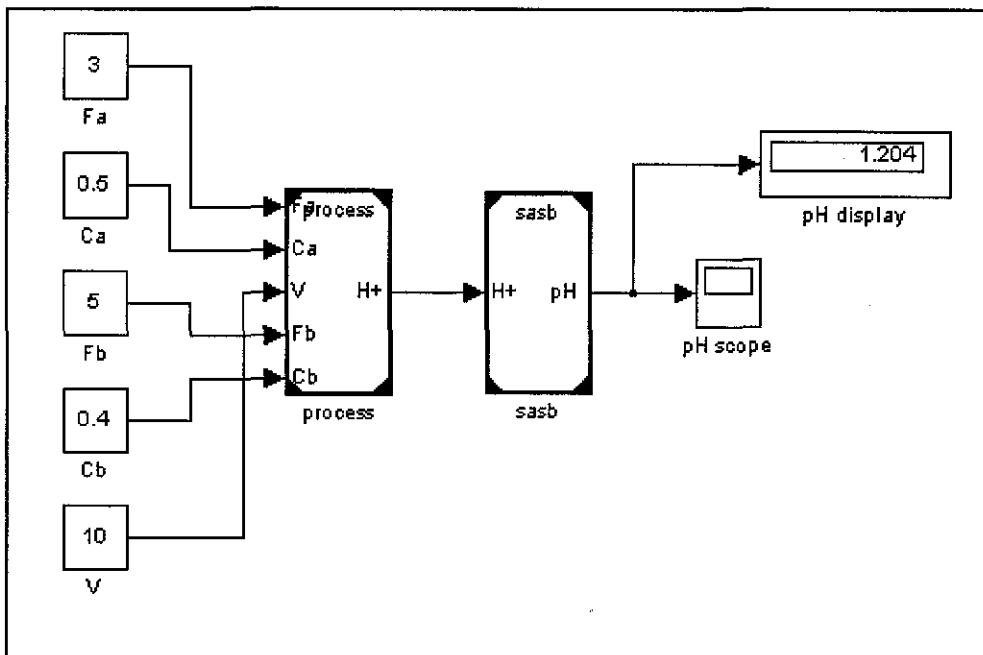 3
Fa
0.5
Ca
5
Fb
0.4
Cb
10
V
Fa
process
Ca
V
H+
Fb
Cb
process
sasb
H+
pH
sasb
1.204
pH display
pH scope